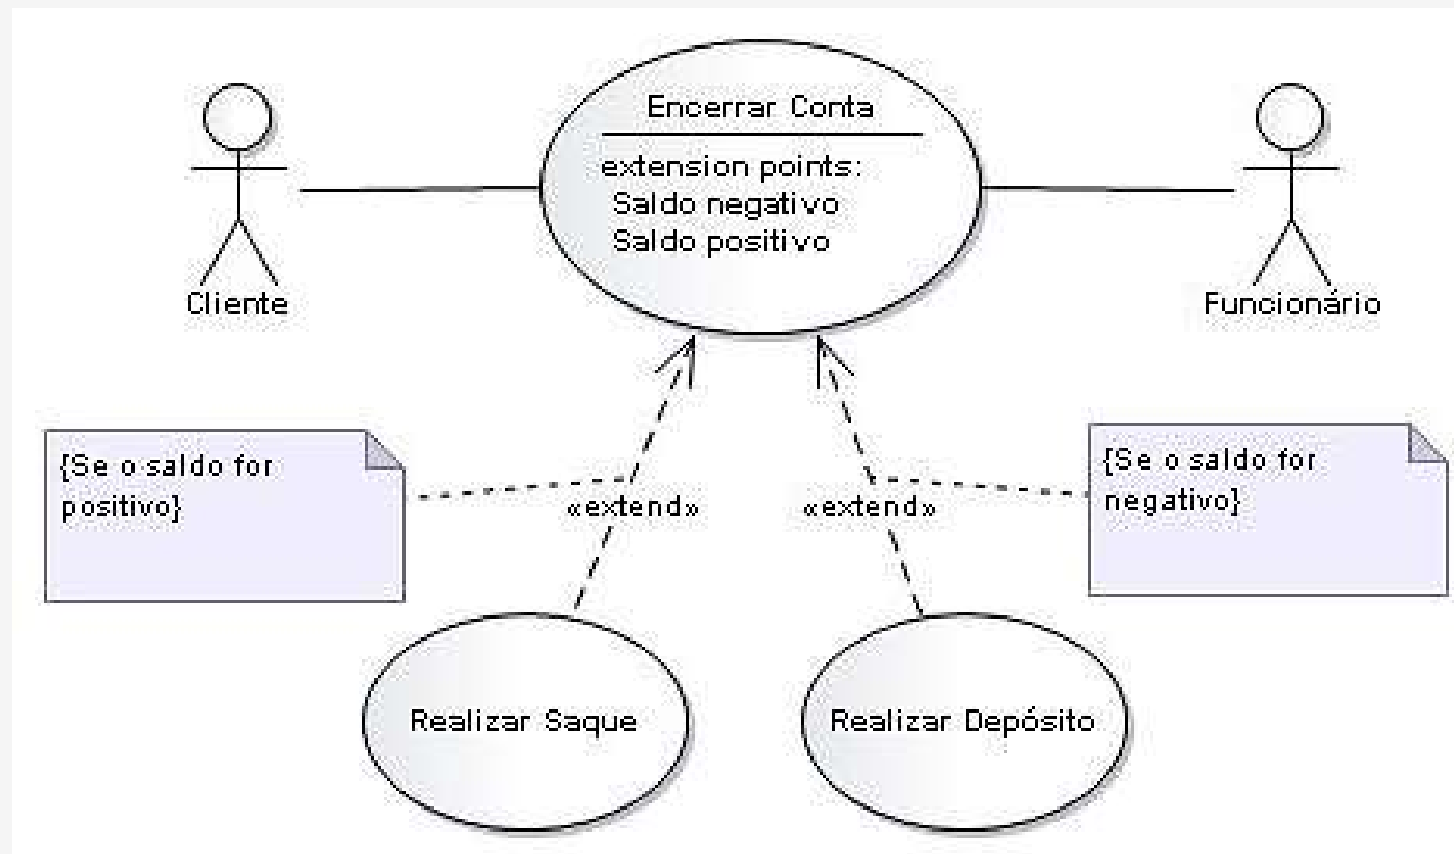 Encerrar Conta
extension points:
Saldo negativo
Saldo positivo
Cliente
Funcionário
{Se o saldo for
positivo}
{Se o saldo for
negativo}
«extend»
«extend»
Realizar Saque
Realizar Depósito